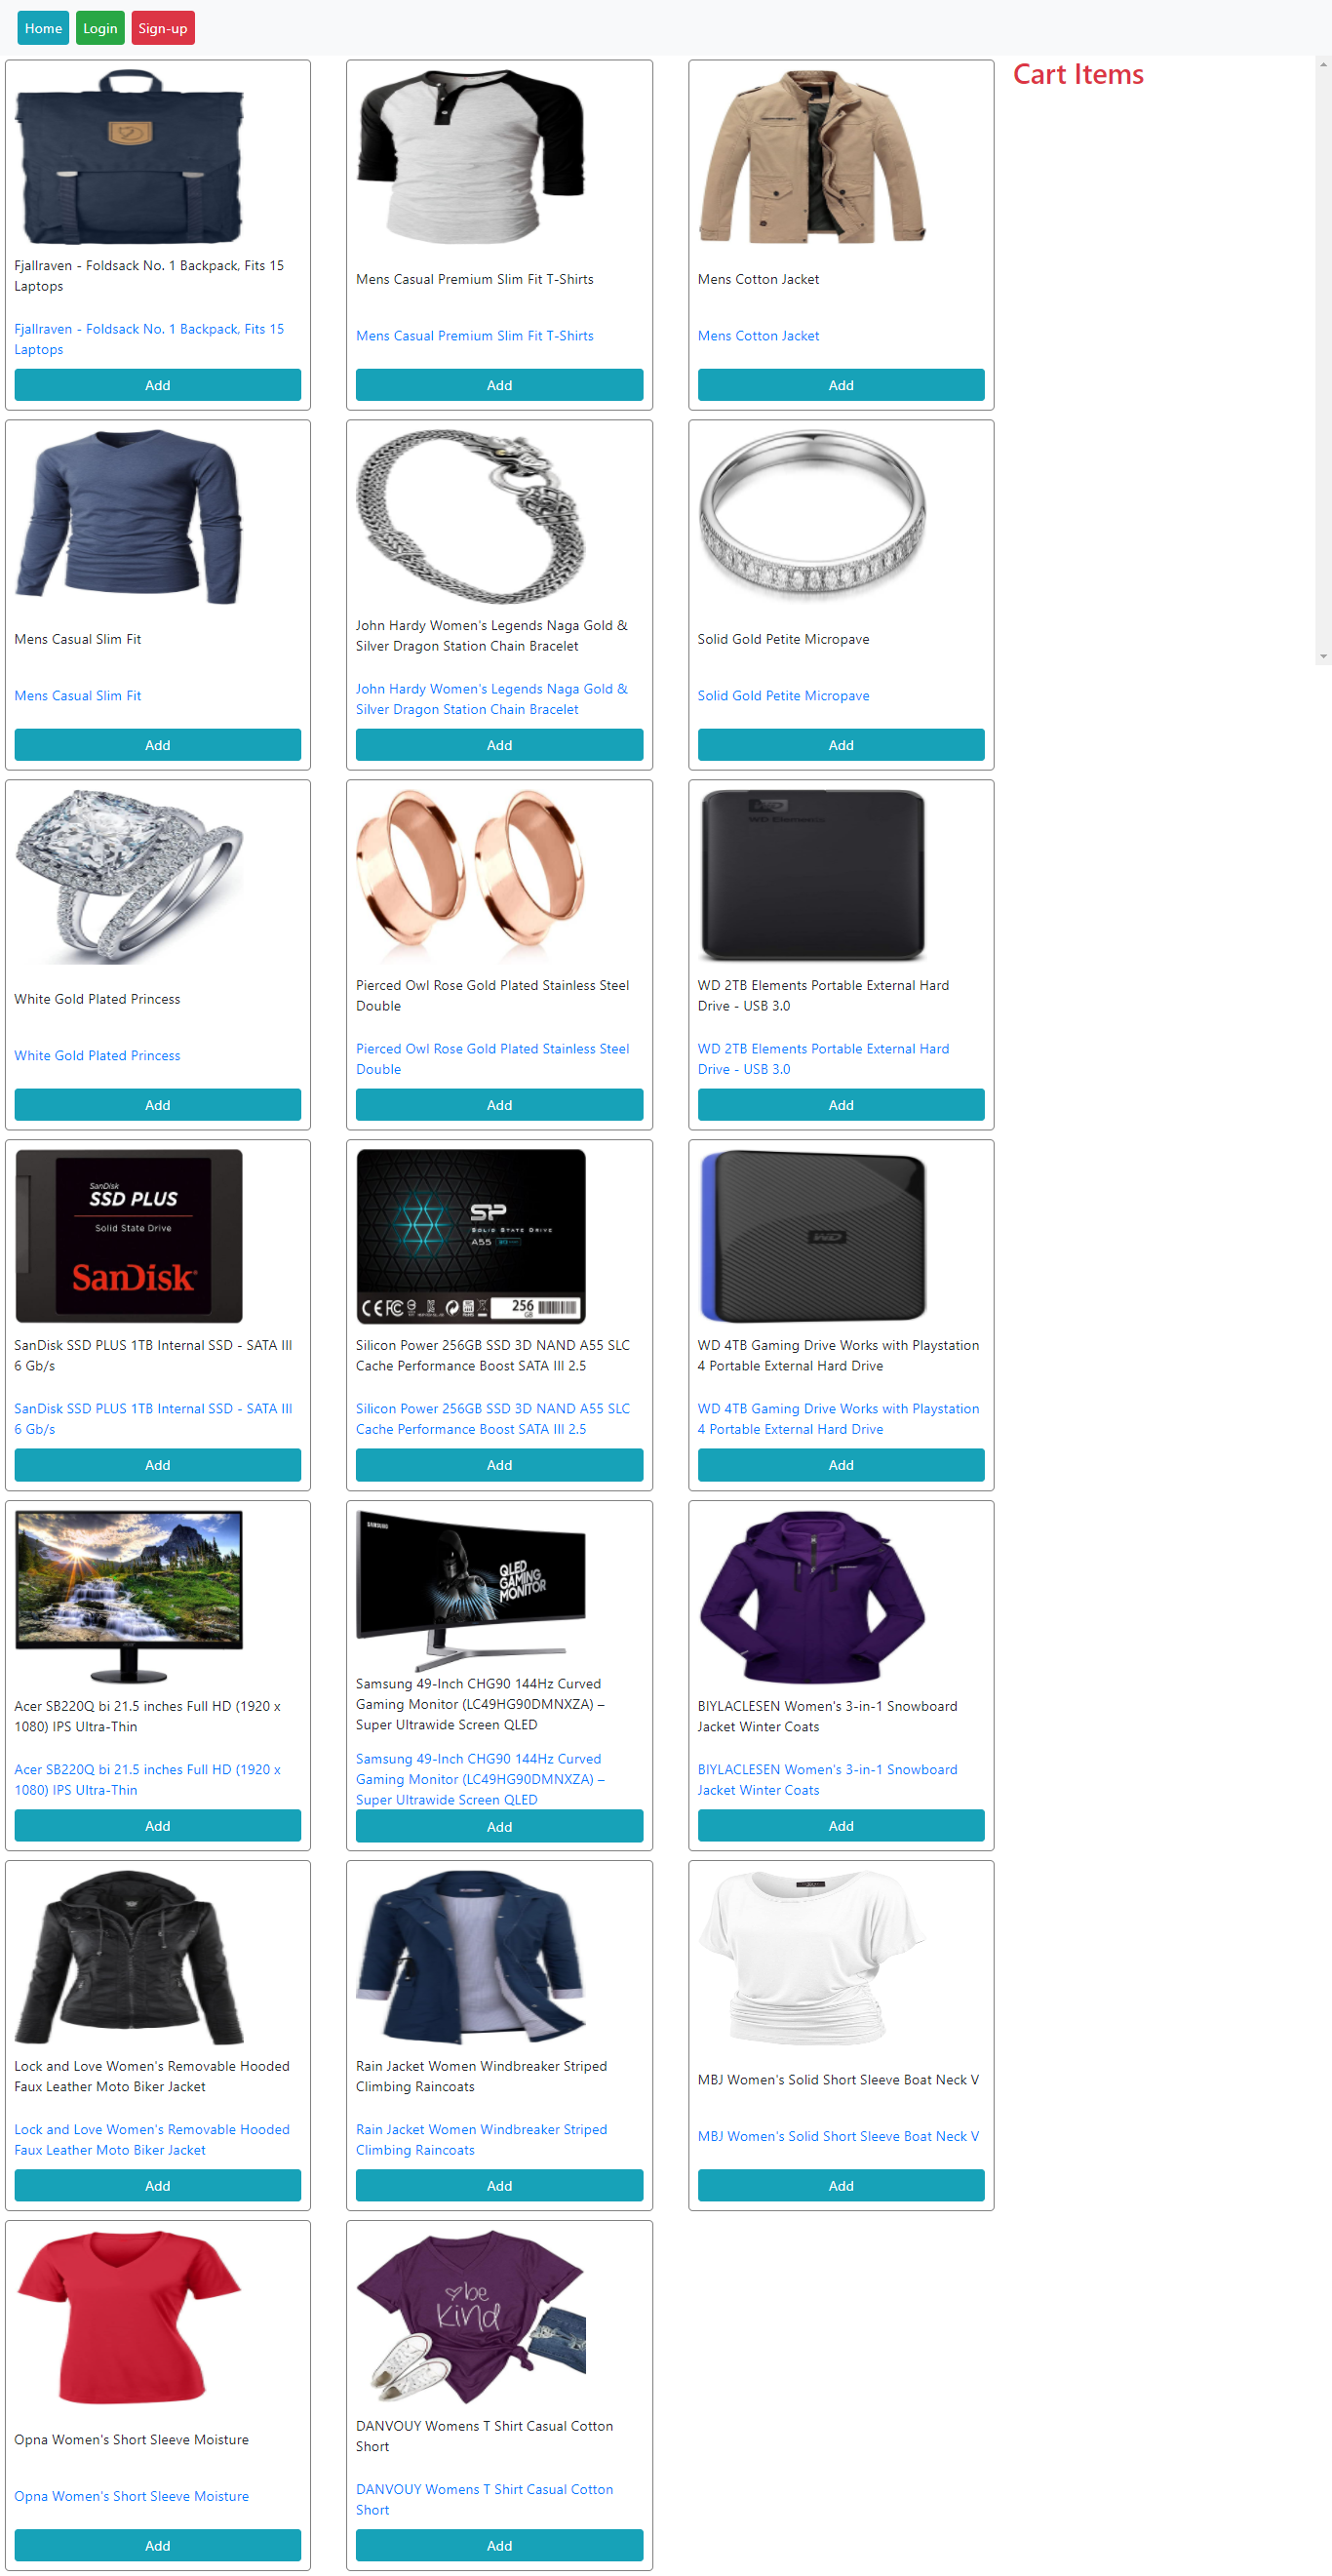 Home Login Sign-up
Cart Items
Fjallraven - Foldsack No. 1 Backpack, Fits 15
Laptops
Fjallraven - Foldsack No. 1 Backpack, Fits 15
Laptops
Add
Mens Casual Premium Slim Fit T-Shirts
Mens Casual Premium Slim Fit T-Shirts
Add
Mens Cotton Jacket
Mens Cotton Jacket
Add
Mens Casual Slim Fit
Mens Casual Slim Fit
Add
John Hardy Women's Legends Naga Gold &
Silver Dragon Station Chain Bracelet
John Hardy Women's Legends Naga Gold &
Silver Dragon Station Chain Bracelet
Add
Solid Gold Petite Micropave
Solid Gold Petite Micropave
Add
White Gold Plated Princess
White Gold Plated Princess
Add
Pierced Owl Rose Gold Plated Stainless Steel
Double
Pierced Owl Rose Gold Plated Stainless Steel
Double
Add
WD
WD Elements
WD 2TB Elements Portable External Hard
Drive - USB 3.0
WD 2TB Elements Portable External Hard
Drive - USB 3.0
Add
SanDisk
SSD PLUS
Solid State Drive
SanDisk
SanDisk SSD PLUS 1TB Internal SSD - SATA III
6 Gb/s
SanDisk SSD PLUS 1TB Internal SSD - SATA III
6 Gb/s
Add
SP
SOLID STATE DRIVE
A55
256
GB
Silicon Power 256GB SSD 3D NAND A55 SLC
Cache Performance Boost SATA III 2.5
Silicon Power 256GB SSD 3D NAND A55 SLC
Cache Performance Boost SATA III 2.5
Add
WD
WD 4TB Gaming Drive Works with Playstation
4 Portable External Hard Drive
WD 4TB Gaming Drive Works with Playstation
4 Portable External Hard Drive
Add
Acer SB220Q bi 21.5 inches Full HD (1920 x
1080) IPS Ultra-Thin
Acer SB220Q bi 21.5 inches Full HD (1920 x
1080) IPS Ultra-Thin
Add
SAMSUNG
QLED
GAMING
MONITOR
Samsung 49-Inch CHG90 144Hz Curved
Gaming Monitor (LC49HG90DMNXZA) –
Super Ultrawide Screen QLED
Samsung 49-Inch CHG90 144Hz Curved
Gaming Monitor (LC49HG90DMNXZA) –
Super Ultrawide Screen QLED
Add
BIYLACLESEN Women's 3-in-1 Snowboard
Jacket Winter Coats
BIYLACLESEN Women's 3-in-1 Snowboard
Jacket Winter Coats
Add
Lock and Love Women's Removable Hooded
Faux Leather Moto Biker Jacket
Lock and Love Women's Removable Hooded
Faux Leather Moto Biker Jacket
Add
Rain Jacket Women Windbreaker Striped
Climbing Raincoats
Rain Jacket Women Windbreaker Striped
Climbing Raincoats
Add
MBJ Women's Solid Short Sleeve Boat Neck V
MBJ Women's Solid Short Sleeve Boat Neck V
Add
Opna Women's Short Sleeve Moisture
Opna Women's Short Sleeve Moisture
Add
be
kind
DANVOUY Womens T Shirt Casual Cotton
Short
DANVOUY Womens T Shirt Casual Cotton
Short
Add